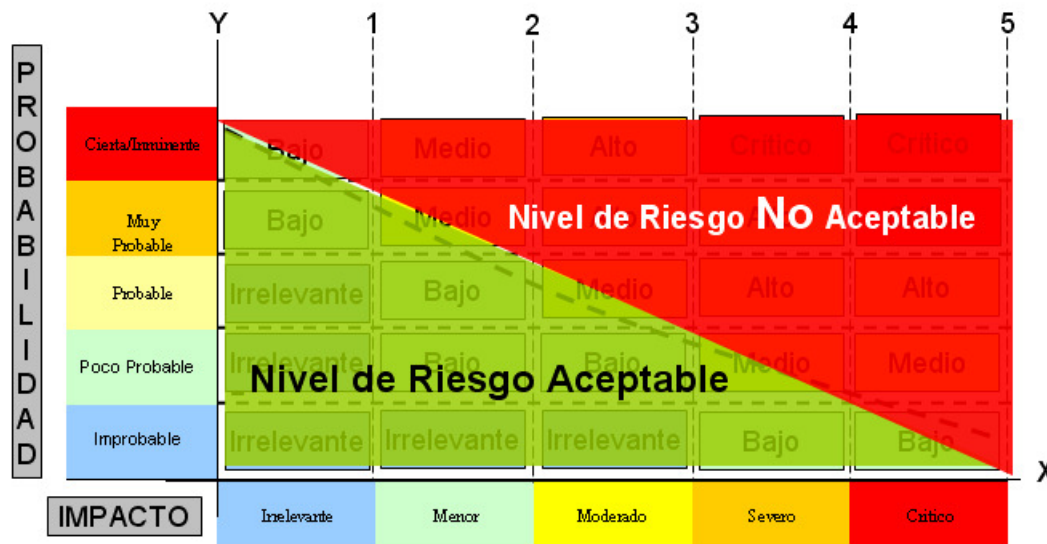 Y 1 2 3 4 5
PROBABILIDAD
Cierta/Inminente Bajo Medio Alto Crítico Crítico
Muy
Probable
Bajo Medio
Nivel de Riesgo No Aceptable
Probable Irrelevante Bajo Medio Alto Alto
Poco Probable Irrelevante Bajo Bajo Medio Medio
Nivel de Riesgo Aceptable
Improbable Irrelevante Irrelevante Irrelevante Bajo Bajo
X
IMPACTO Irrelevante Menor Moderado Severo Critico